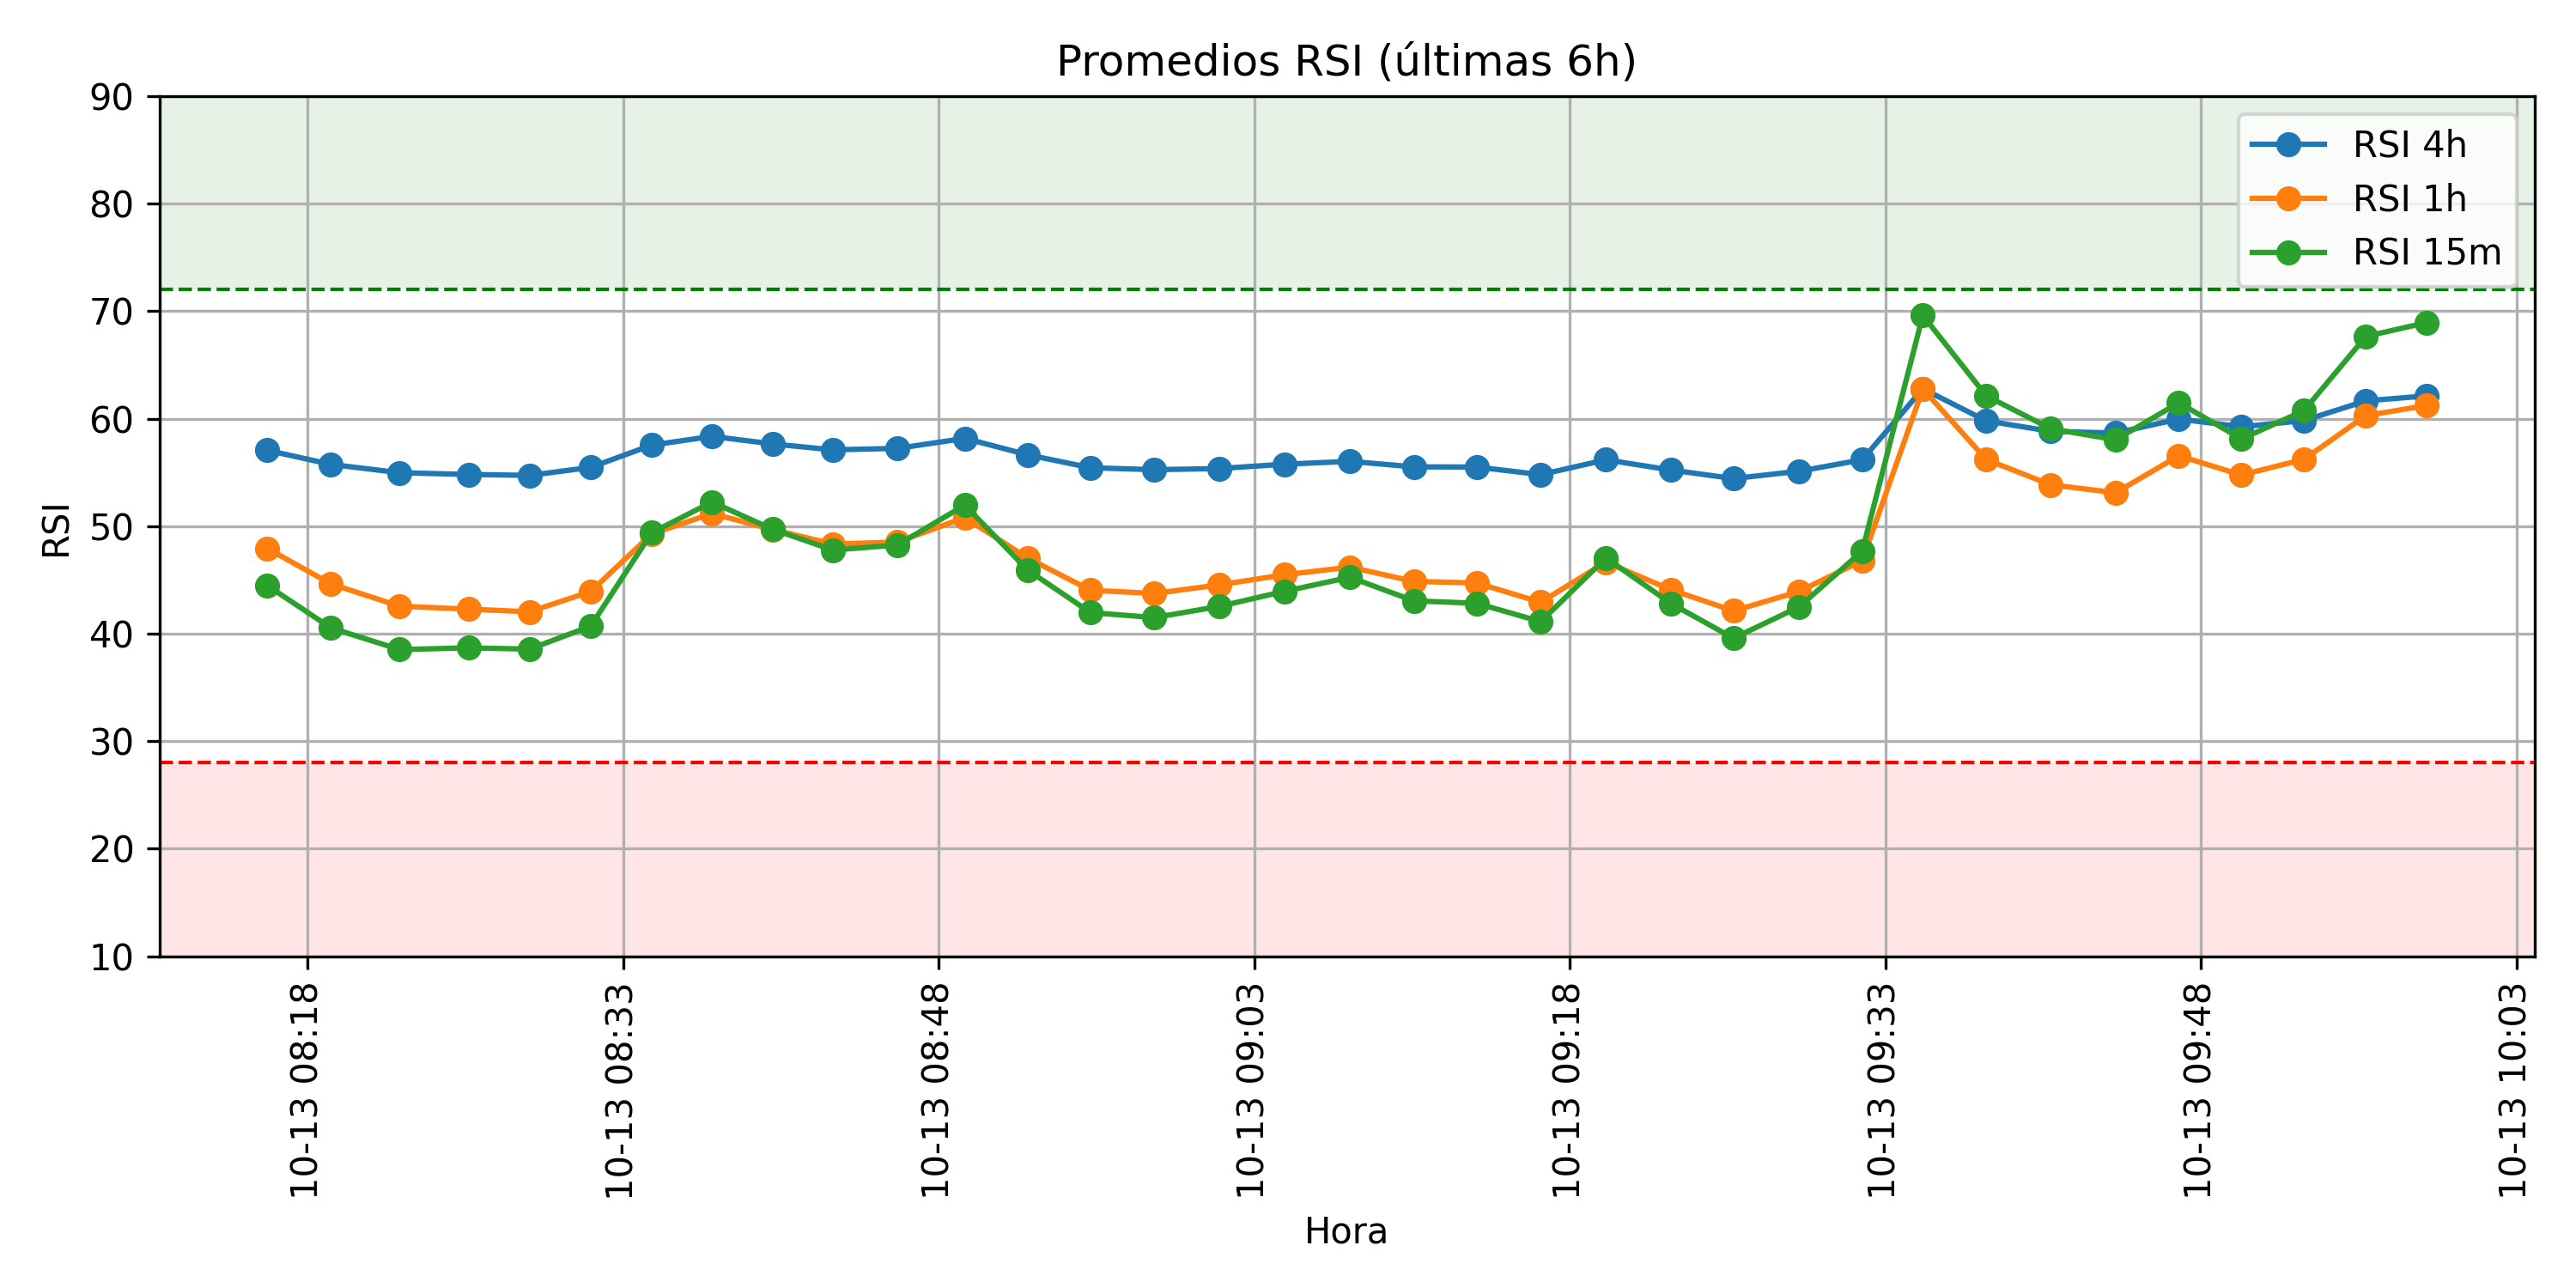 Promedios RSI (últimas 6h)
RSI 4h
RSI 1h
RSI 15m
RSI
90
80
70
60
50
40
30
20
10
10-13 08:18
10-13 08:33
10-13 08:48
10-13 09:03
10-13 09:18
10-13 09:33
10-13 09:48
10-13 10:03
Hora